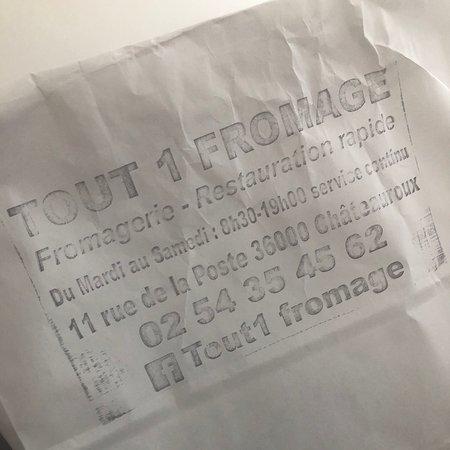 TOUT 1 FROMAGE
Fromagerie - Restauration rapide
Du Mardi au Samedi : 8h30-19h00 service continu
11 rue de la Poste 36000 Châteauroux
02 54 35 45 62
f Tout1 fromage